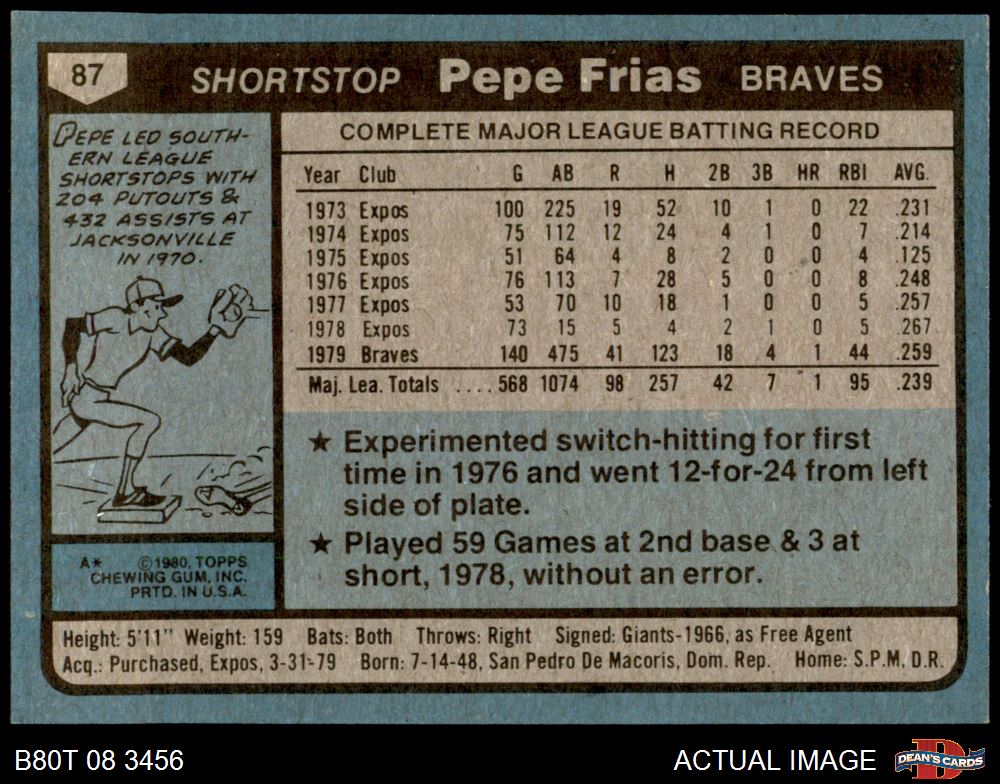 87 SHORTSTOP Pepe Frias BRAVES
PEPE LED SOUTH-
ERN LEAGUE
SHORTSTOPS WITH
204 PUTOUTS &
432 ASSISTS AT
JACKSONVILLE
IN 1970.
COMPLETE MAJOR LEAGUE BATTING RECORD
Year Club G AB R H 2B 3B HR RBI AVG.
1973 Expos 100 225 19 52 10 1 0 22 .231
1974 Expos 75 112 12 24 4 1 0 7 .214
1975 Expos 51 64 4 8 2 0 0 4 .125
1976 Expos 76 113 7 28 5 0 0 8 .248
1977 Expos 53 70 10 18 1 0 0 5 .257
1978 Expos 73 15 5 4 2 1 0 5 .267
1979 Braves 140 475 41 123 18 4 1 44 .259
Maj. Lea. Totals ....568 1074 98 257 42 7 1 95 .239
★ Experimented switch-hitting for first
time in 1976 and went 12-for-24 from left
side of plate.
★ Played 59 Games at 2nd base & 3 at
short, 1978, without an error.
A* ©1980, TOPPS
CHEWING GUM, INC.
PRTD. IN U.S.A.
Height: 5'11" Weight: 159 Bats: Both Throws: Right Signed: Giants-1966, as Free Agent
Acq.: Purchased, Expos, 3-31-79 Born: 7-14-48, San Pedro De Macoris, Dom. Rep. Home: S.P.M, D.R.
B80T 08 3456 ACTUAL IMAGE DEAN'S CARDS